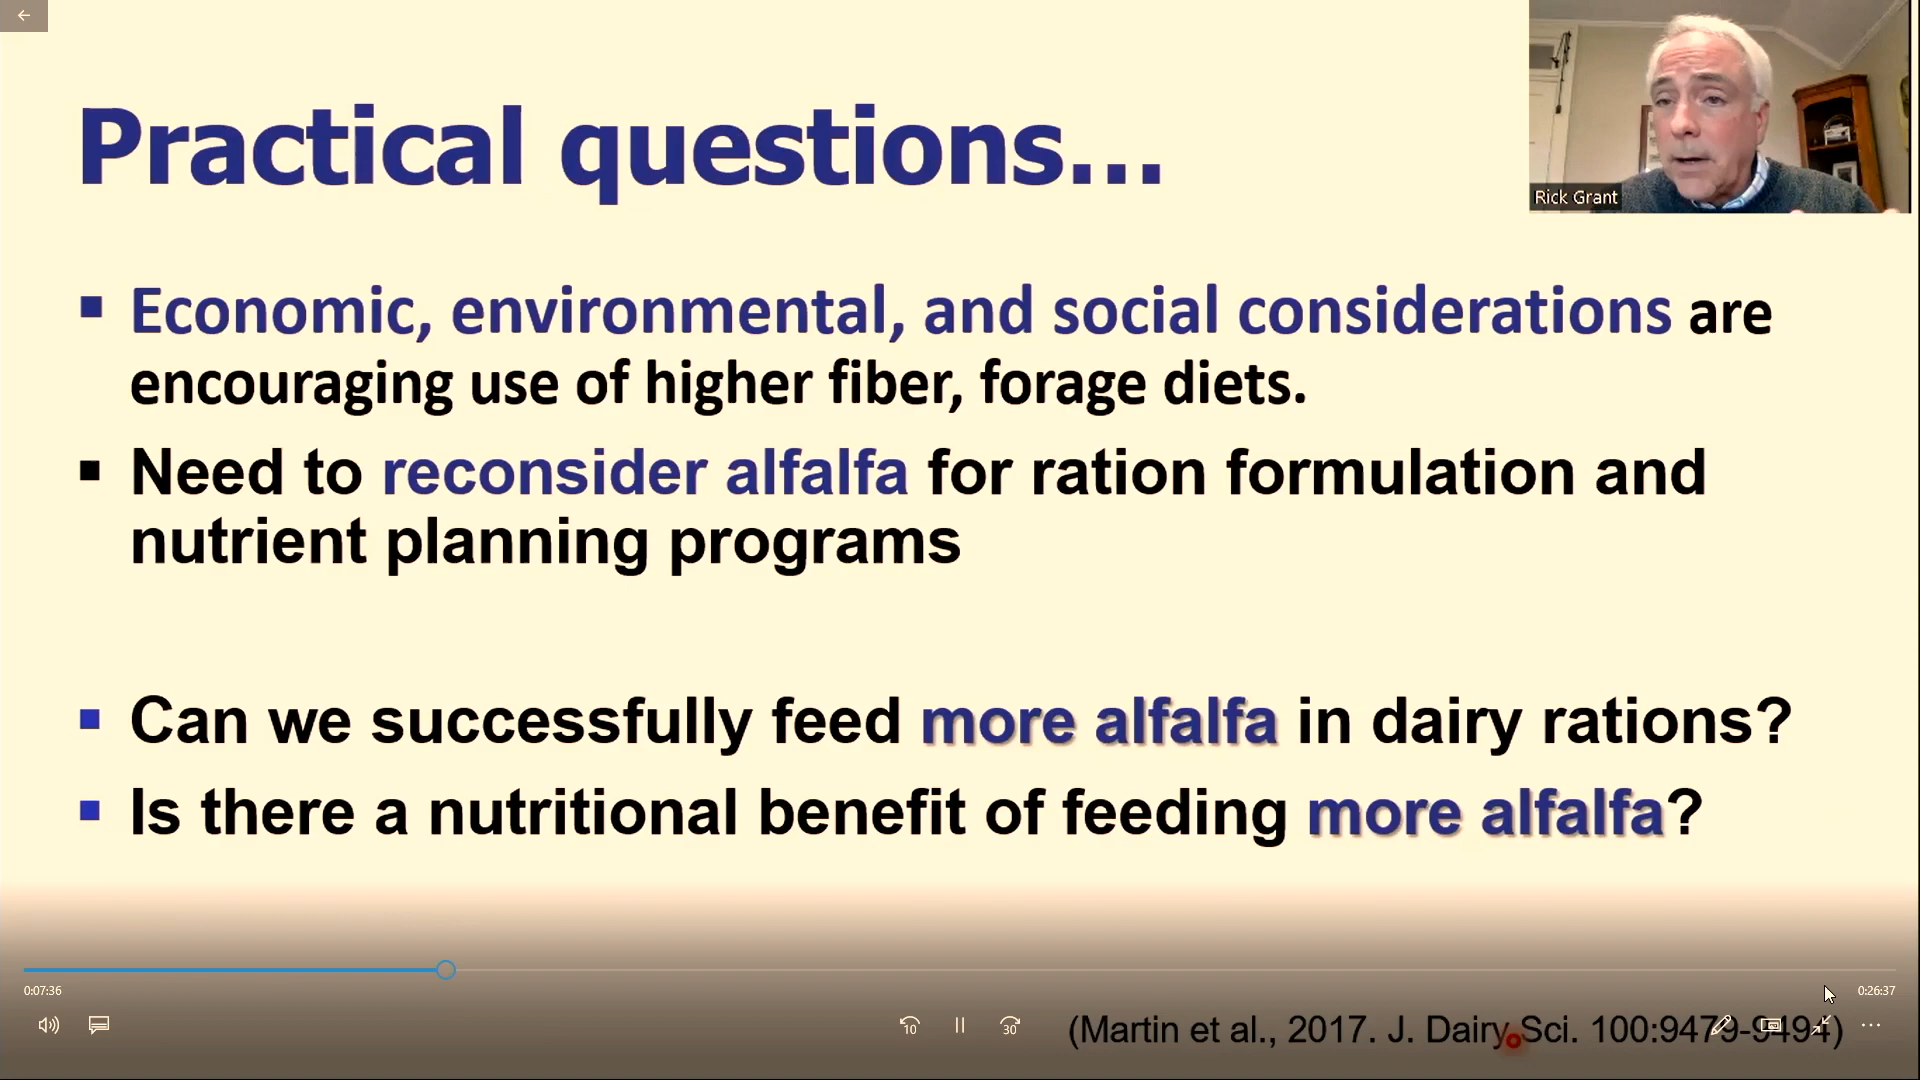 Practical questions...
Rick Grant
▪ Economic, environmental, and social considerations are
encouraging use of higher fiber, forage diets.
▪ Need to reconsider alfalfa for ration formulation and
nutrient planning programs
▪ Can we successfully feed more alfalfa in dairy rations?
▪ Is there a nutritional benefit of feeding more alfalfa?
0:07:36
0:26:37
10
30
(Martin et al., 2017. J. Dairy Sci. 100:9479-9494)